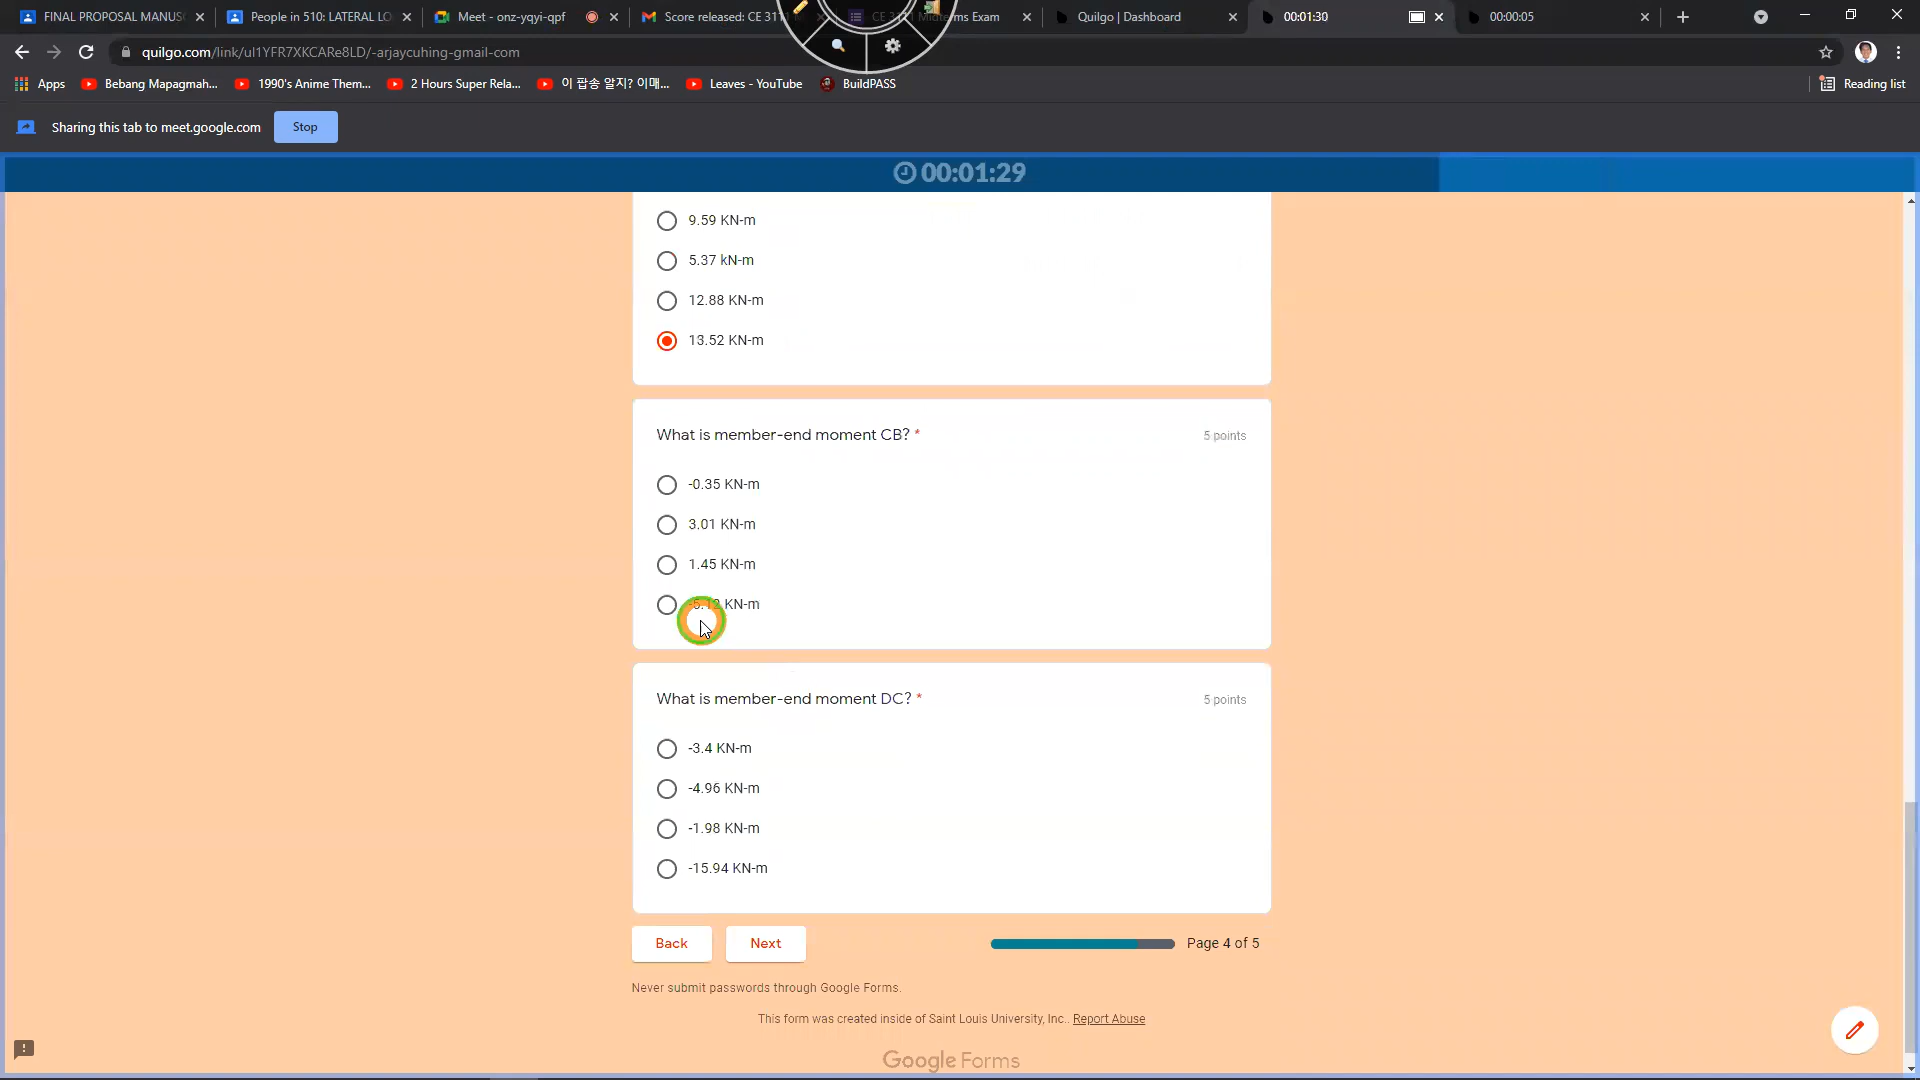 FINAL PROPOSAL MANUS
People in 510: LATERAL LO
Meet - onz-yqyi-qpf
Score released: CE 3111
CE 3111 Midterms Exam
Quilgo | Dashboard
00:01:30
00:00:05
quilgo.com/link/ul1YFR7XKCARe8LD/-arjaycuhing-gmail-com
Apps
Bebang Mapagmah...
1990's Anime Them...
2 Hours Super Rela...
이 팝송 알지? 이매...
Leaves - YouTube
BuildPASS
Reading list
Sharing this tab to meet.google.com
Stop
00:01:29
9.59 KN-m
5.37 kN-m
12.88 KN-m
13.52 KN-m
What is member-end moment CB? *
5 points
-0.35 KN-m
3.01 KN-m
1.45 KN-m
-5.12 KN-m
What is member-end moment DC? *
5 points
-3.4 KN-m
-4.96 KN-m
-1.98 KN-m
-15.94 KN-m
Back
Next
Page 4 of 5
Never submit passwords through Google Forms.
This form was created inside of Saint Louis University, Inc.. Report Abuse
Google Forms